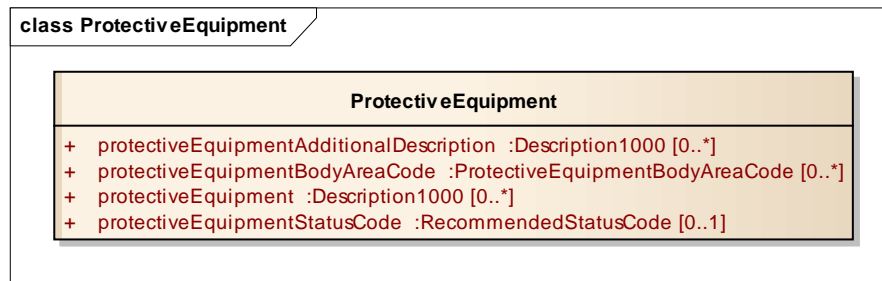 class ProtectiveEquipment
ProtectiveEquipment
+ protectiveEquipmentAdditionalDescription :Description1000 [0..*]
+ protectiveEquipmentBodyAreaCode :ProtectiveEquipmentBodyAreaCode [0..*]
+ protectiveEquipment :Description1000 [0..*]
+ protectiveEquipmentStatusCode :RecommendedStatusCode [0..1]